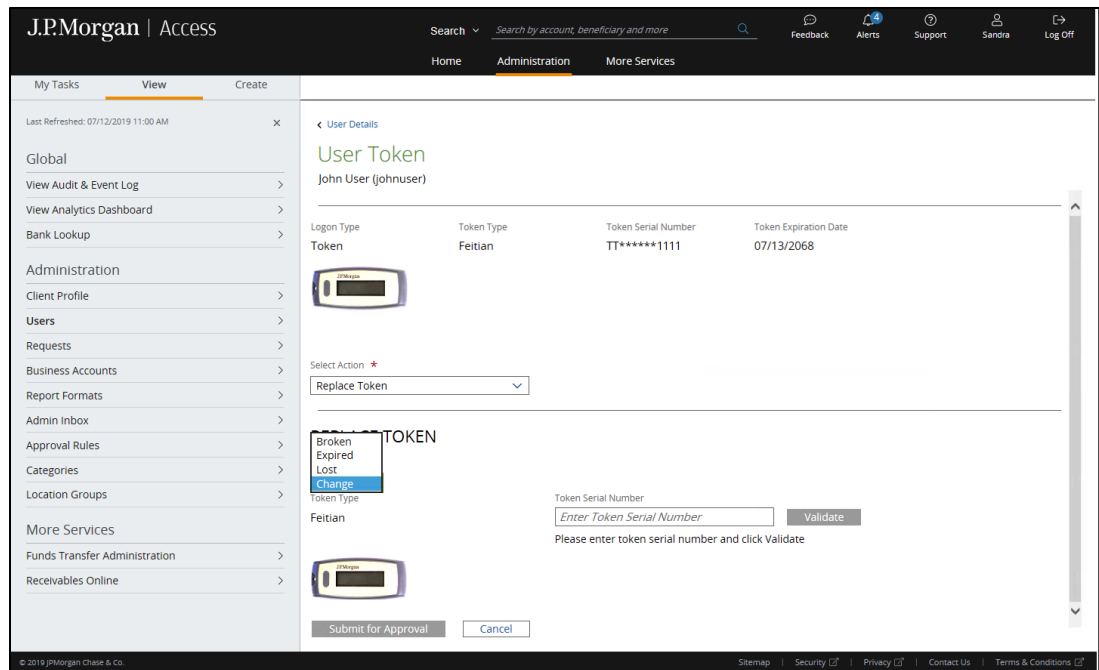 J.P.Morgan | Access
Search
Search by account, beneficiary and more
Feedback
4
Alerts
Support
Sandra
Log Off
Home Administration More Services
My Tasks View Create
Last Refreshed: 07/12/2019 11:00 AM
Global
View Audit & Event Log
View Analytics Dashboard
Bank Lookup
Administration
Client Profile
Users
Requests
Business Accounts
Report Formats
Admin Inbox
Approval Rules
Categories
Location Groups
More Services
Funds Transfer Administration
Receivables Online
User Details
User Token
John User (johnuser)
Logon Type Token Type Token Serial Number Token Expiration Date
Token Feitian TT******1111 07/13/2068
J.P.Morgan
Select Action *
Replace Token
TOKEN
Broken
Expired
Lost
Change
Token Type Token Serial Number
Feitian Enter Token Serial Number Validate
Please enter token serial number and click Validate
J.P.Morgan
Submit for Approval Cancel
© 2019 JPMorgan Chase & Co.
Sitemap | Security | Privacy | Contact Us | Terms & Conditions